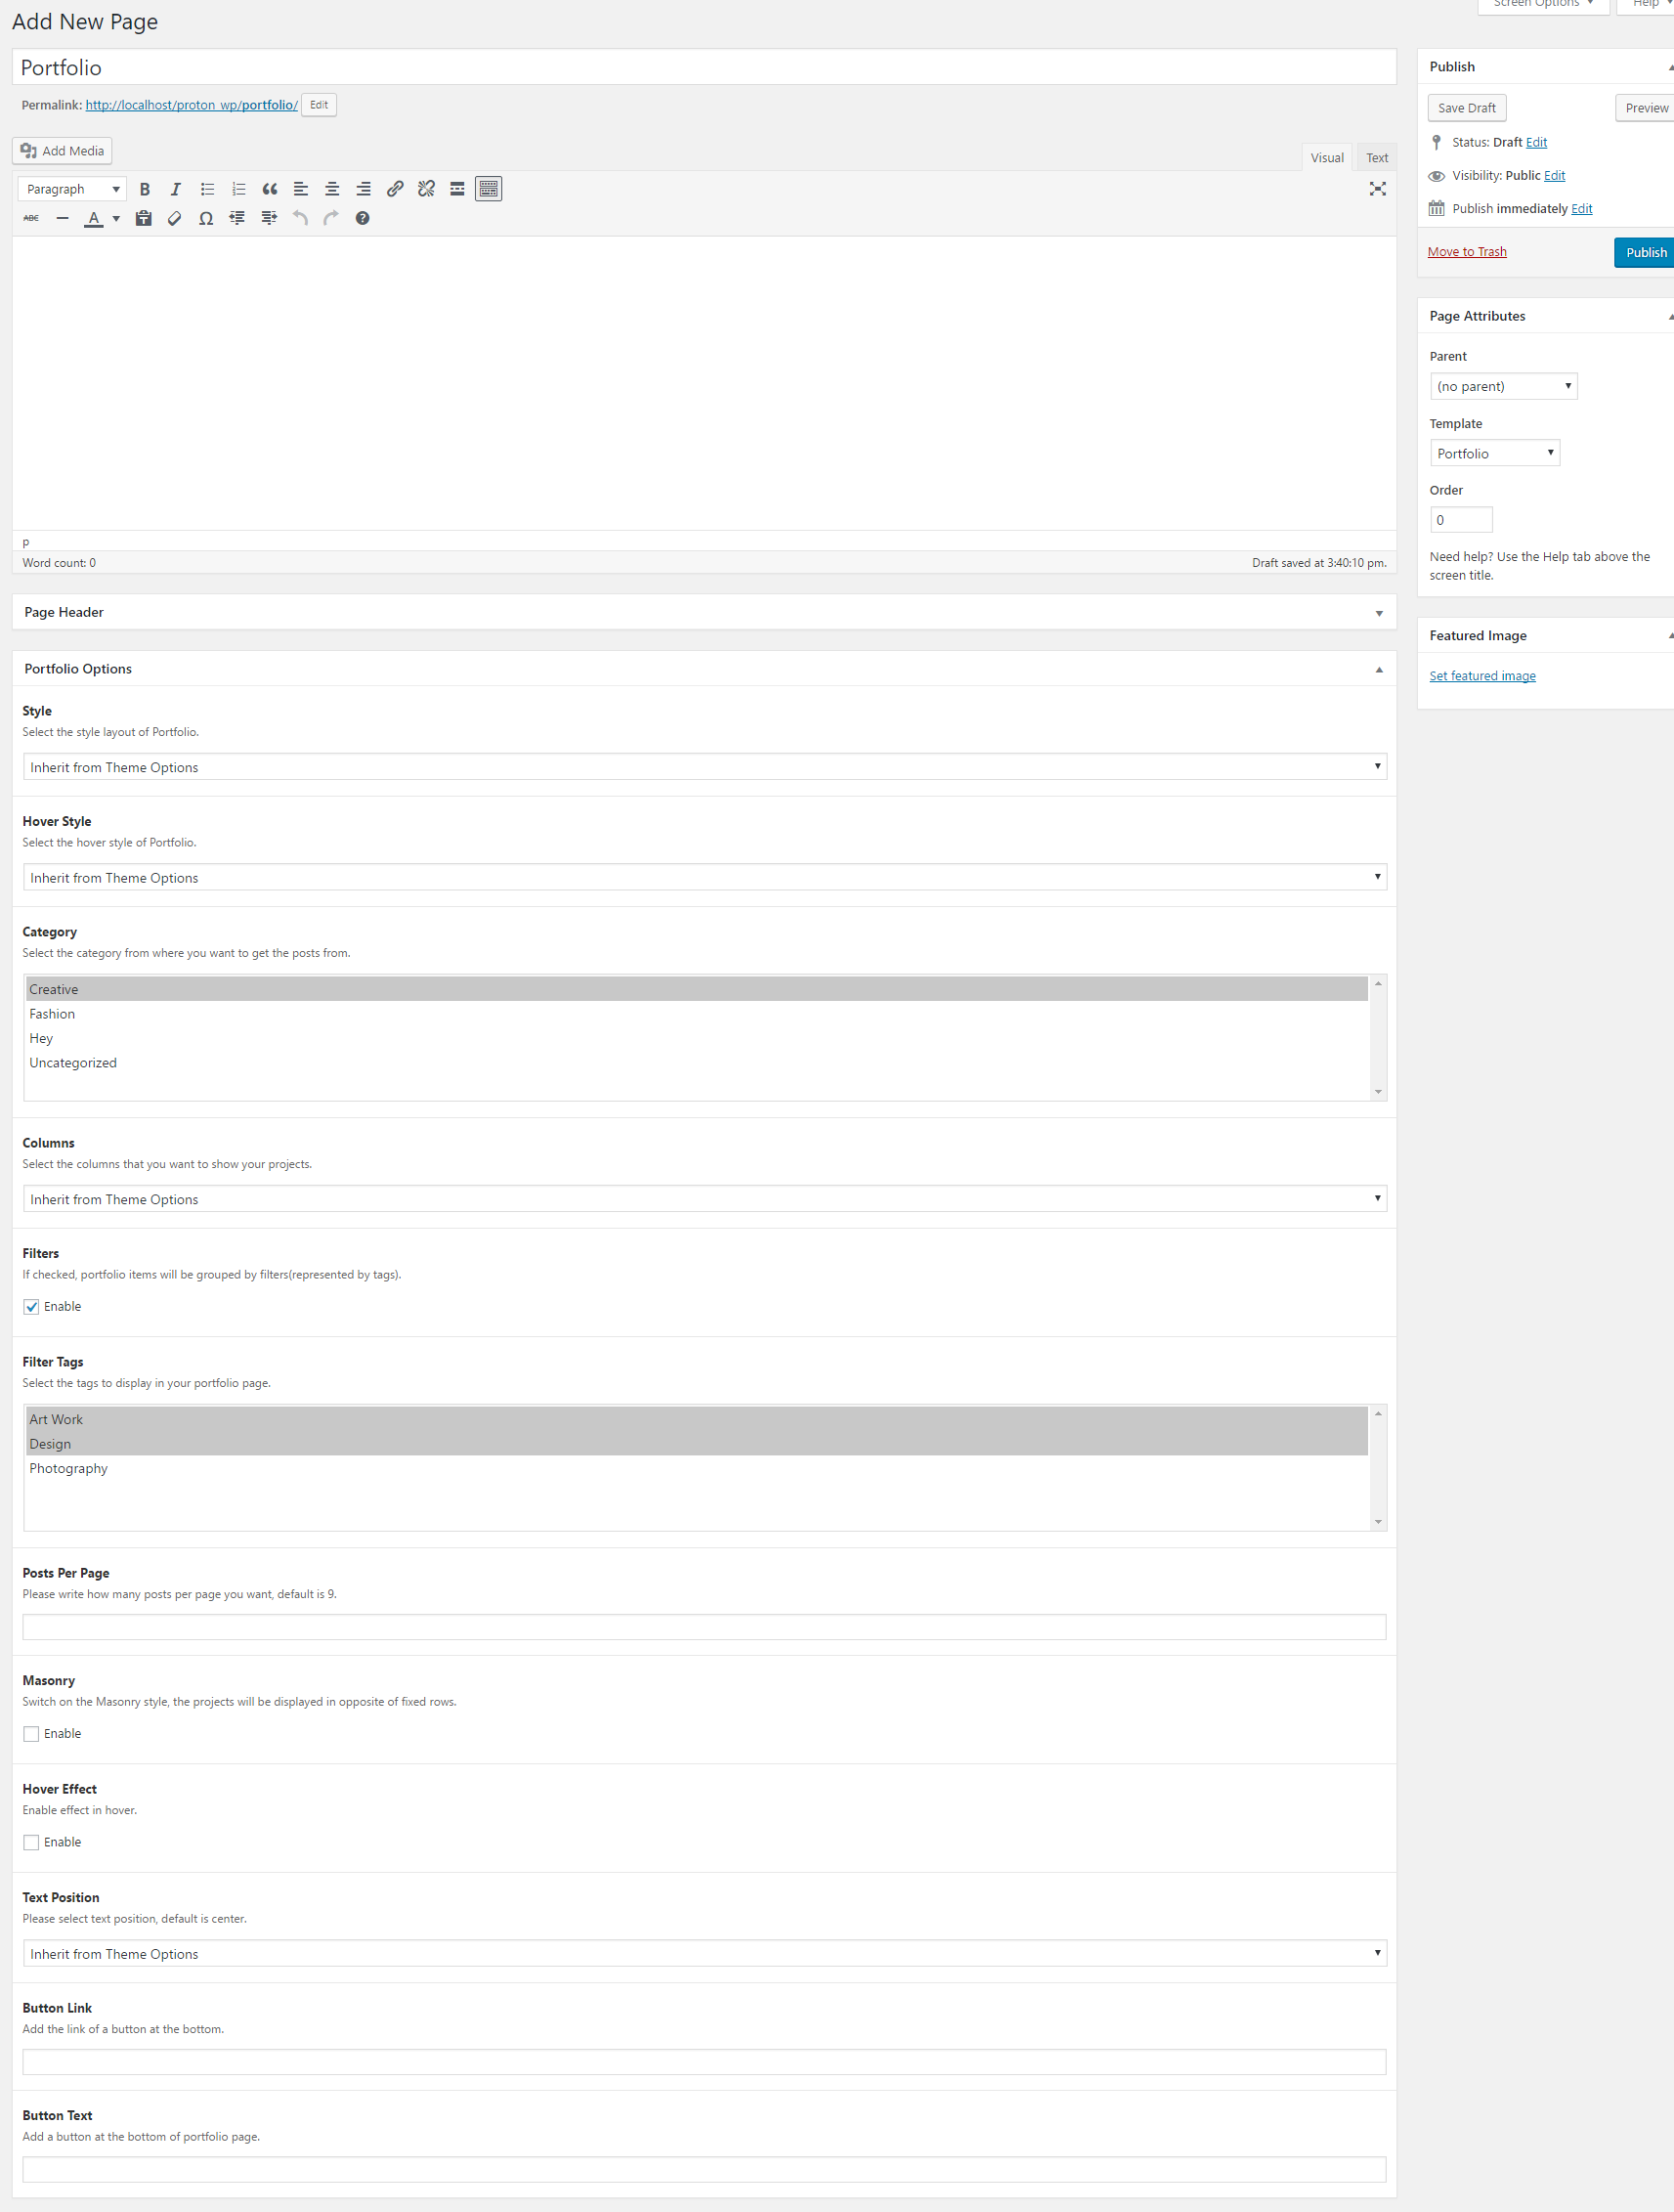 Screen Options
Help
Add New Page
Portfolio
Permalink: http://localhost/proton_wp/portfolio/ Edit
Add Media
Visual Text
Paragraph B I
ABC A Ω
p
Word count: 0
Draft saved at 3:40:10 pm.
Page Header
Portfolio Options
Style
Select the style layout of Portfolio.
Inherit from Theme Options
Hover Style
Select the hover style of Portfolio.
Inherit from Theme Options
Category
Select the category from where you want to get the posts from.
Creative
Fashion
Hey
Uncategorized
Columns
Select the columns that you want to show your projects.
Inherit from Theme Options
Filters
If checked, portfolio items will be grouped by filters(represented by tags).
Enable
Filter Tags
Select the tags to display in your portfolio page.
Art Work
Design
Photography
Posts Per Page
Please write how many posts per page you want, default is 9.
Masonry
Switch on the Masonry style, the projects will be displayed in opposite of fixed rows.
Enable
Hover Effect
Enable effect in hover.
Enable
Text Position
Please select text position, default is center.
Inherit from Theme Options
Button Link
Add the link of a button at the bottom.
Button Text
Add a button at the bottom of portfolio page.
Publish
Save Draft
Preview
Status: Draft Edit
Visibility: Public Edit
Publish immediately Edit
Move to Trash
Publish
Page Attributes
Parent
(no parent)
Template
Portfolio
Order
0
Need help? Use the Help tab above the
screen title.
Featured Image
Set featured image